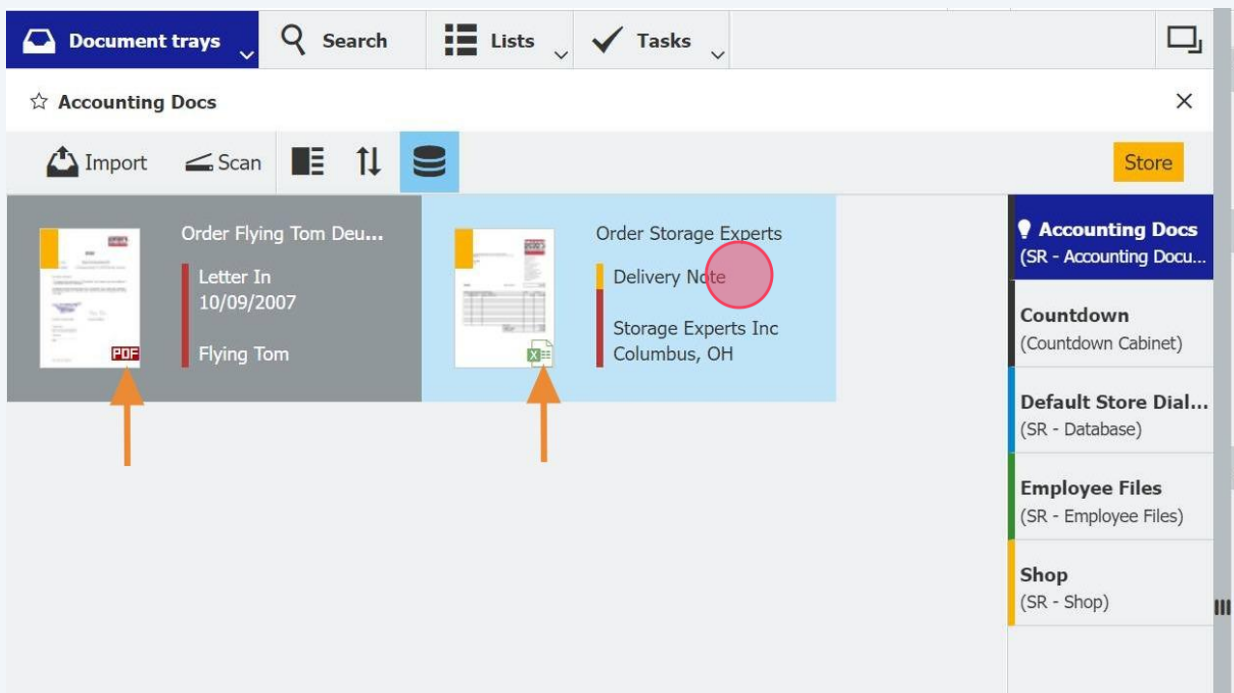 Document trays
Search
Lists
Tasks
Accounting Docs
Import
Scan
Store
Order Flying Tom Deu...
Letter In
10/09/2007
Flying Tom
PDF
Order Storage Experts
Delivery Note
Storage Experts Inc
Columbus, OH
X
Accounting Docs
(SR - Accounting Docu...
Countdown
(Countdown Cabinet)
Default Store Dial...
(SR - Database)
Employee Files
(SR - Employee Files)
Shop
(SR - Shop)